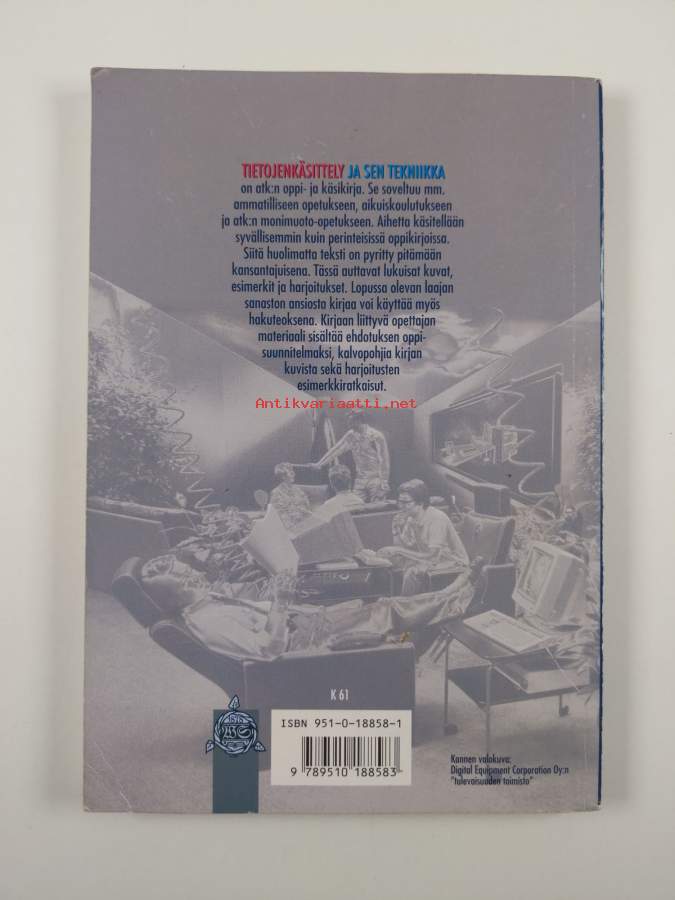 TIETOJENKÄSITTELY JA SEN TEKNIIKKA
on atk:n oppi- ja käsikirja. Se soveltuu mm.
ammatilliseen opetukseen, aikuiskoulutukseen
ja atk:n monimuoto-opetukseen. Aihetta käsitellään
syvällisemmin kuin perinteisissä oppikirjoissa.
Siitä huolimatta teksti on pyritty pitämään
kansantajuisena. Tässä auttavat lukuisat kuvat,
esimerkit ja harjoitukset. Lopussa olevan laajan
sanaston ansiosta kirjaa voi käyttää myös
hakuteoksena. Kirjaan liittyvä opettajan
materiaali sisältää ehdotuksen oppi-
suunnitelmaksi, kalvopohjia kirjan
kuvista sekä harjoitusten
esimerkkiratkaisut.
Antikvariaatti.net
K 61
ISBN 951-0-18858-1
9 789510 188583
WS
Kannen valokuva:
Digital Equipment Corporation Oy:n
"tulevaisuuden toimisto"